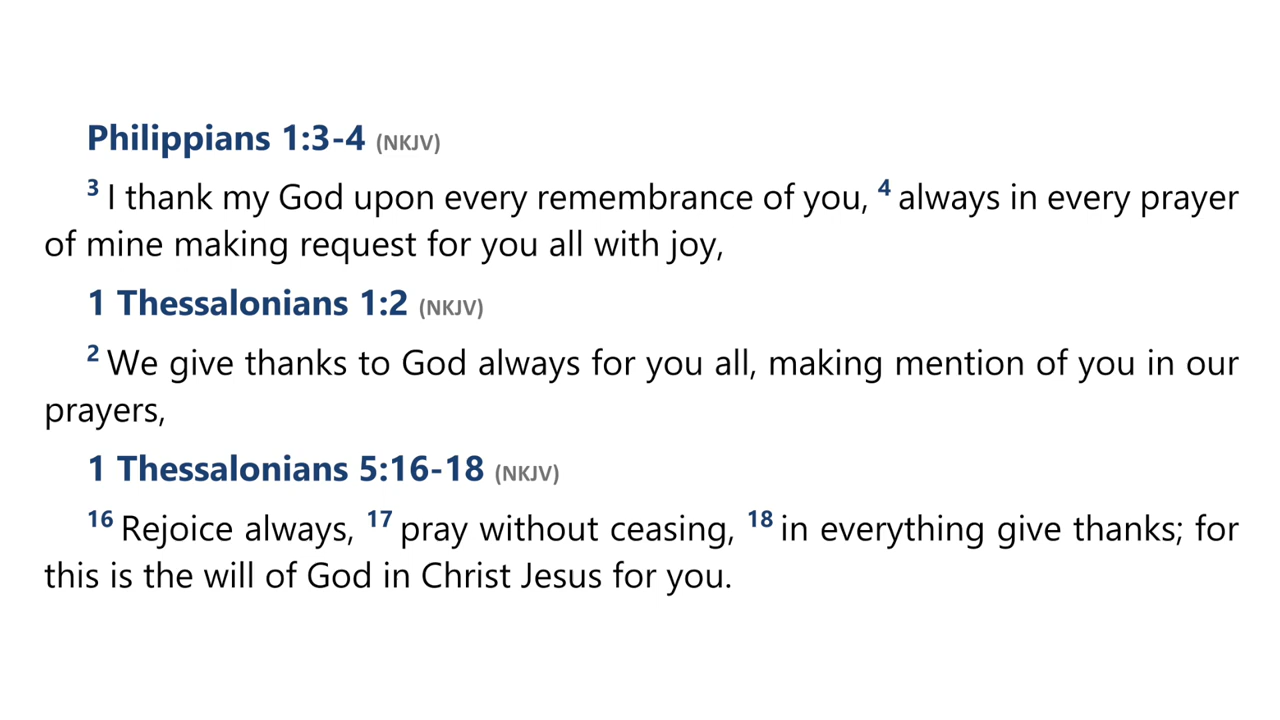 Philippians 1:3-4 (NKJV)
3 I thank my God upon every remembrance of you, 4 always in every prayer
of mine making request for you all with joy,
1 Thessalonians 1:2 (NKJV)
2 We give thanks to God always for you all, making mention of you in our
prayers,
1 Thessalonians 5:16-18 (NKJV)
16 Rejoice always, 17 pray without ceasing, 18 in everything give thanks; for
this is the will of God in Christ Jesus for you.